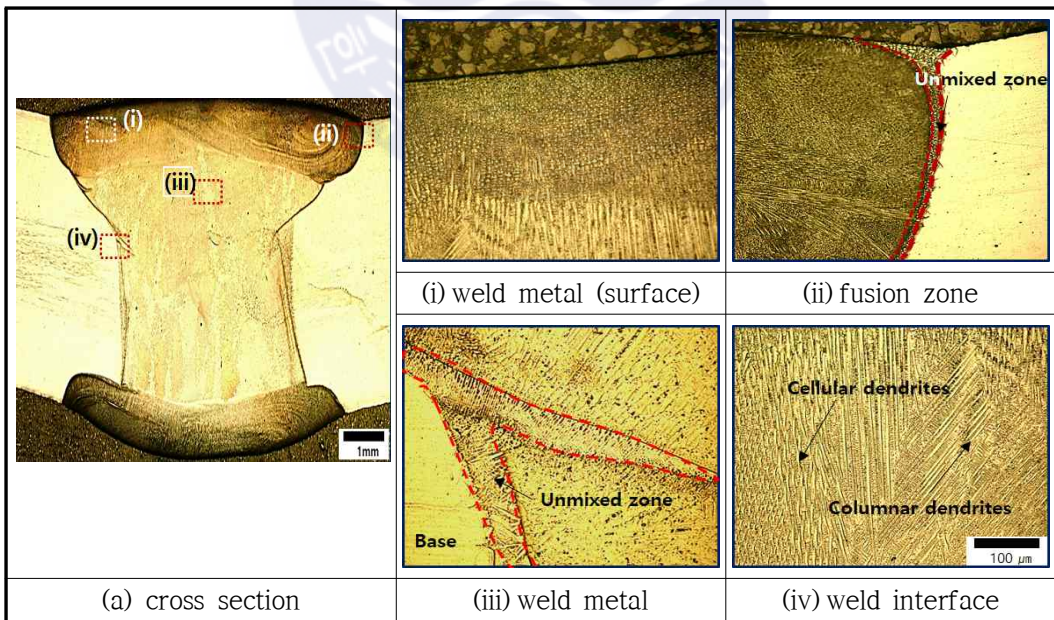 (i)
(ii)
(iii)
(iv)
1mm
(a) cross section
(i) weld metal (surface)
Unmixed zone
(ii) fusion zone
Unmixed zone
Base
(iii) weld metal
Cellular dendrites
Columnar dendrites
100 μm
(iv) weld interface